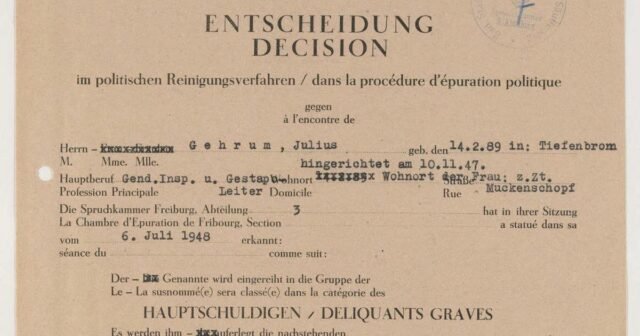 ENTSCHEIDUNG
DECISION
im politischen Reinigungsverfahren / dans la procédure d'épuration politique
gegen
à l'encontre de
Herrn – Gehrum, Julius geb. den 14.2.89 in: Tiefenbrom
M. Mme. Mlle. hingerichtet am 10.11.47.
Hauptberuf Gend.Insp. u. Gestapo- Wohnort Wohnort der Frau: z.Zt. Straße
Profession Principale Leiter Domicile Rue Muckenschopf
Die Spruchkammer Freiburg, Abteilung 3 hat in ihrer Sitzung
La Chambre d'Epuration de Fribourg, Section a statué dans sa
vom 6. Juli 1948 erkannt:
séance du comme suit:
Der – Genannte wird eingereiht in die Gruppe der
Le – La susnommé(e) sera classé(e) dans la catégorie des
HAUPTSCHULDIGEN / DELIQUANTS GRAVES
Es werden ihm – auferlegt die nachstehenden